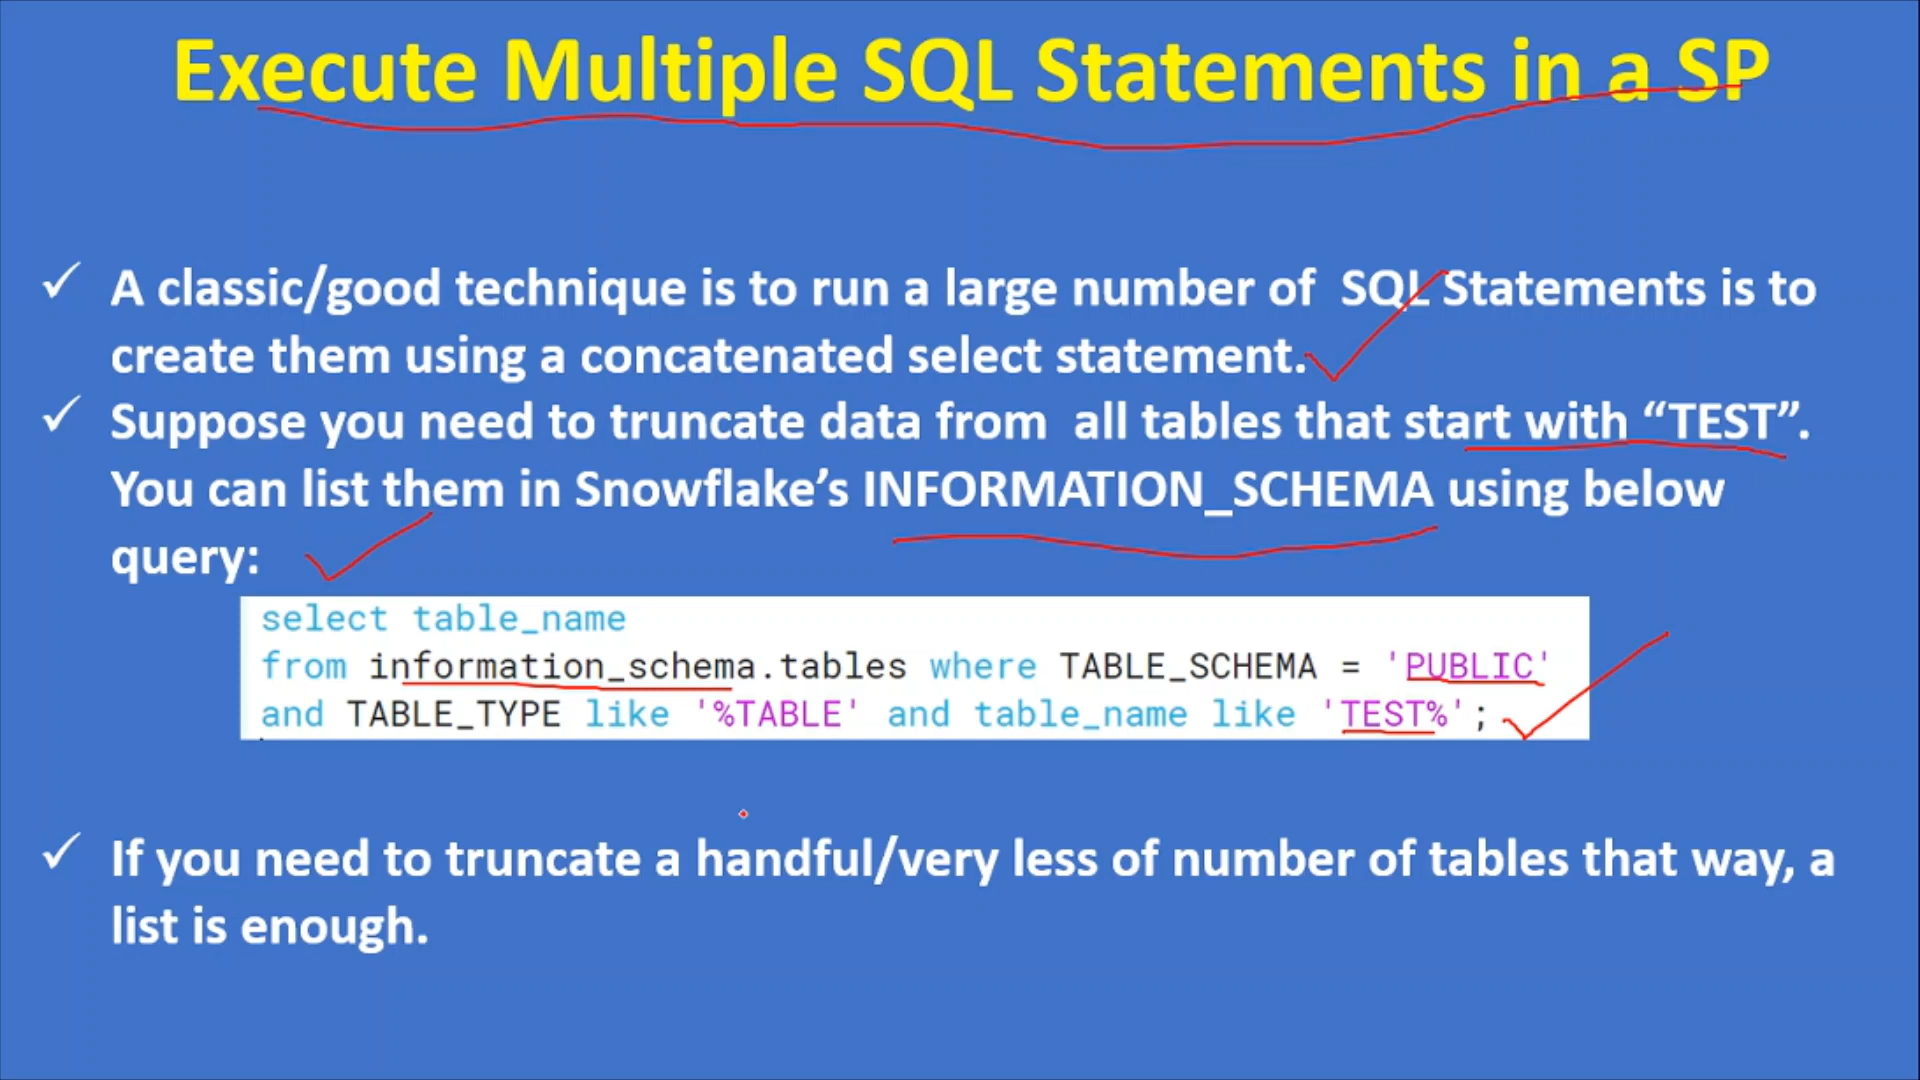 Execute Multiple SQL Statements in a SP
A classic/good technique is to run a large number of SQL Statements is to
create them using a concatenated select statement.
Suppose you need to truncate data from all tables that start with “TEST”.
You can list them in Snowflake’s INFORMATION_SCHEMA using below
query:
select table_name
from information_schema.tables where TABLE_SCHEMA = 'PUBLIC'
and TABLE_TYPE like '%TABLE' and table_name like 'TEST%';
If you need to truncate a handful/very less of number of tables that way, a
list is enough.